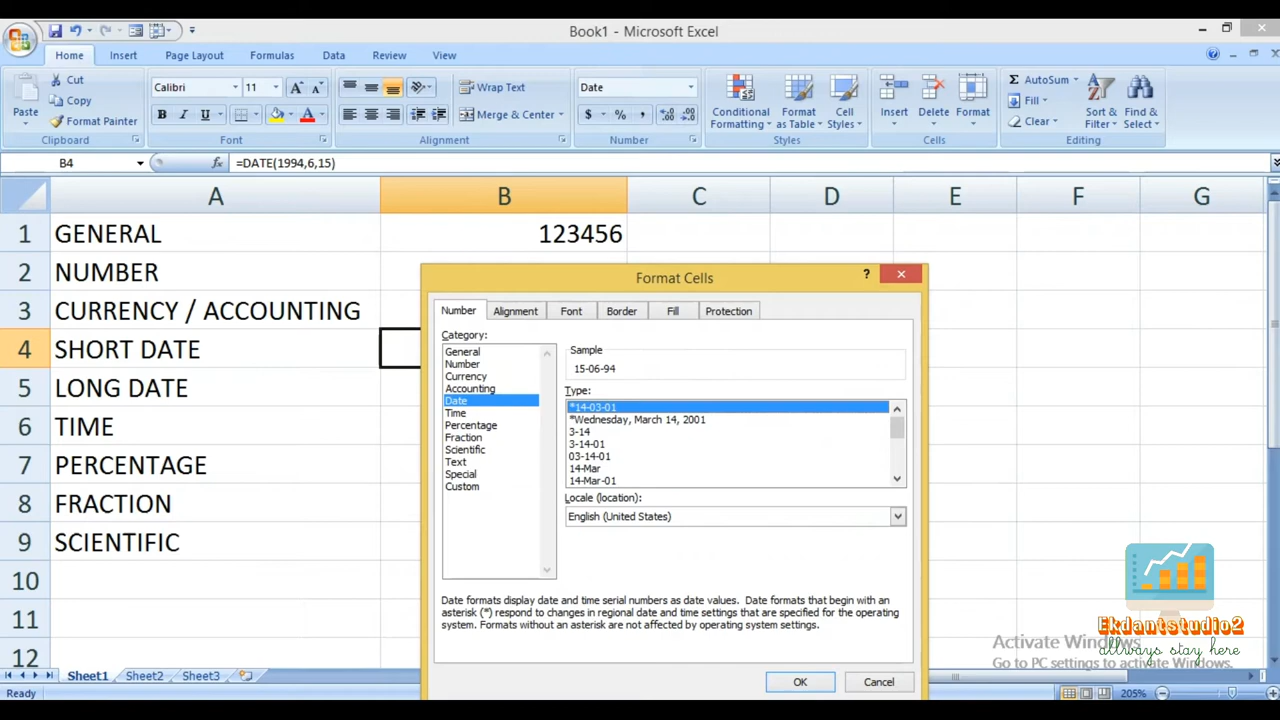 Book1 - Microsoft Excel
Home Insert Page Layout Formulas Data Review View
Paste
Cut
Copy
Format Painter
Clipboard
Calibri 11
B I U
Font
Wrap Text
Merge & Center
Alignment
Date
$ % ,
Number
Conditional Formatting
Format as Table
Cell Styles
Styles
Insert Delete Format
Cells
Σ AutoSum
Fill
Clear
Sort & Filter
Find & Select
Editing
B4 fx =DATE(1994,6,15)
A B C D E F G
1 GENERAL 123456
2 NUMBER
3 CURRENCY / ACCOUNTING
4 SHORT DATE
5 LONG DATE
6 TIME
7 PERCENTAGE
8 FRACTION
9 SCIENTIFIC
10
11
12
Format Cells
?
Number Alignment Font Border Fill Protection
Category:
General
Number
Currency
Accounting
Date
Time
Percentage
Fraction
Scientific
Text
Special
Custom
Sample
15-06-94
Type:
*14-03-01
*Wednesday, March 14, 2001
3-14
3-14-01
03-14-01
14-Mar
14-Mar-01
Locale (location):
English (United States)
Date formats display date and time serial numbers as date values. Date formats that begin with an
asterisk (*) respond to changes in regional date and time settings that are specified for the operating
system. Formats without an asterisk are not affected by operating system settings.
OK Cancel
Ekdantstudio2
allways stay here
Activate Windows
Go to PC settings to activate Windows.
Sheet1 Sheet2 Sheet3
Ready 205%